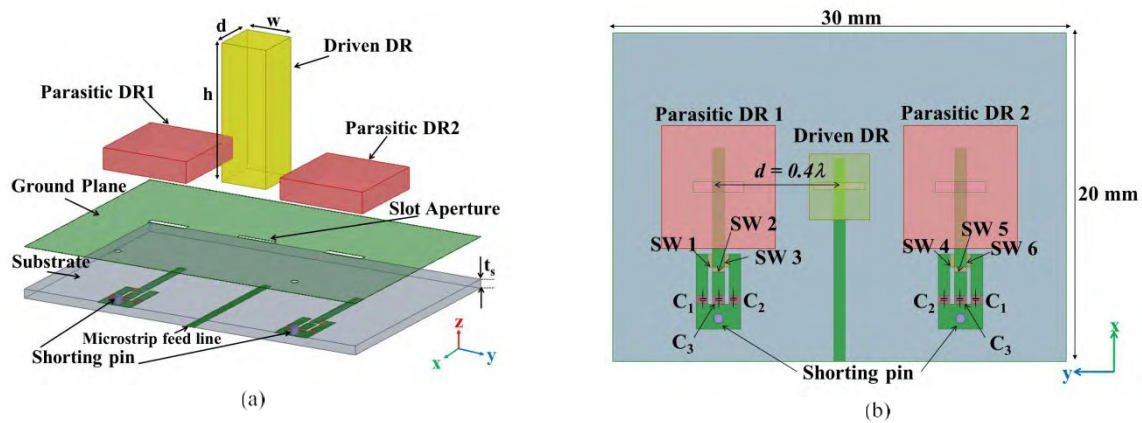 d
w
Driven DR
h
Parasitic DR1
Parasitic DR2
Ground Plane
Slot Aperture
Substrate
tₛ
Microstrip feed line
Shorting pin
z
x
y
(a)
30 mm
Parasitic DR 1
Parasitic DR 2
Driven DR
d = 0.4λ
20 mm
SW 1
SW 2
SW 3
SW 4
SW 5
SW 6
C₁
C₂
C₃
C₂
C₁
C₃
Shorting pin
x
y
(b)